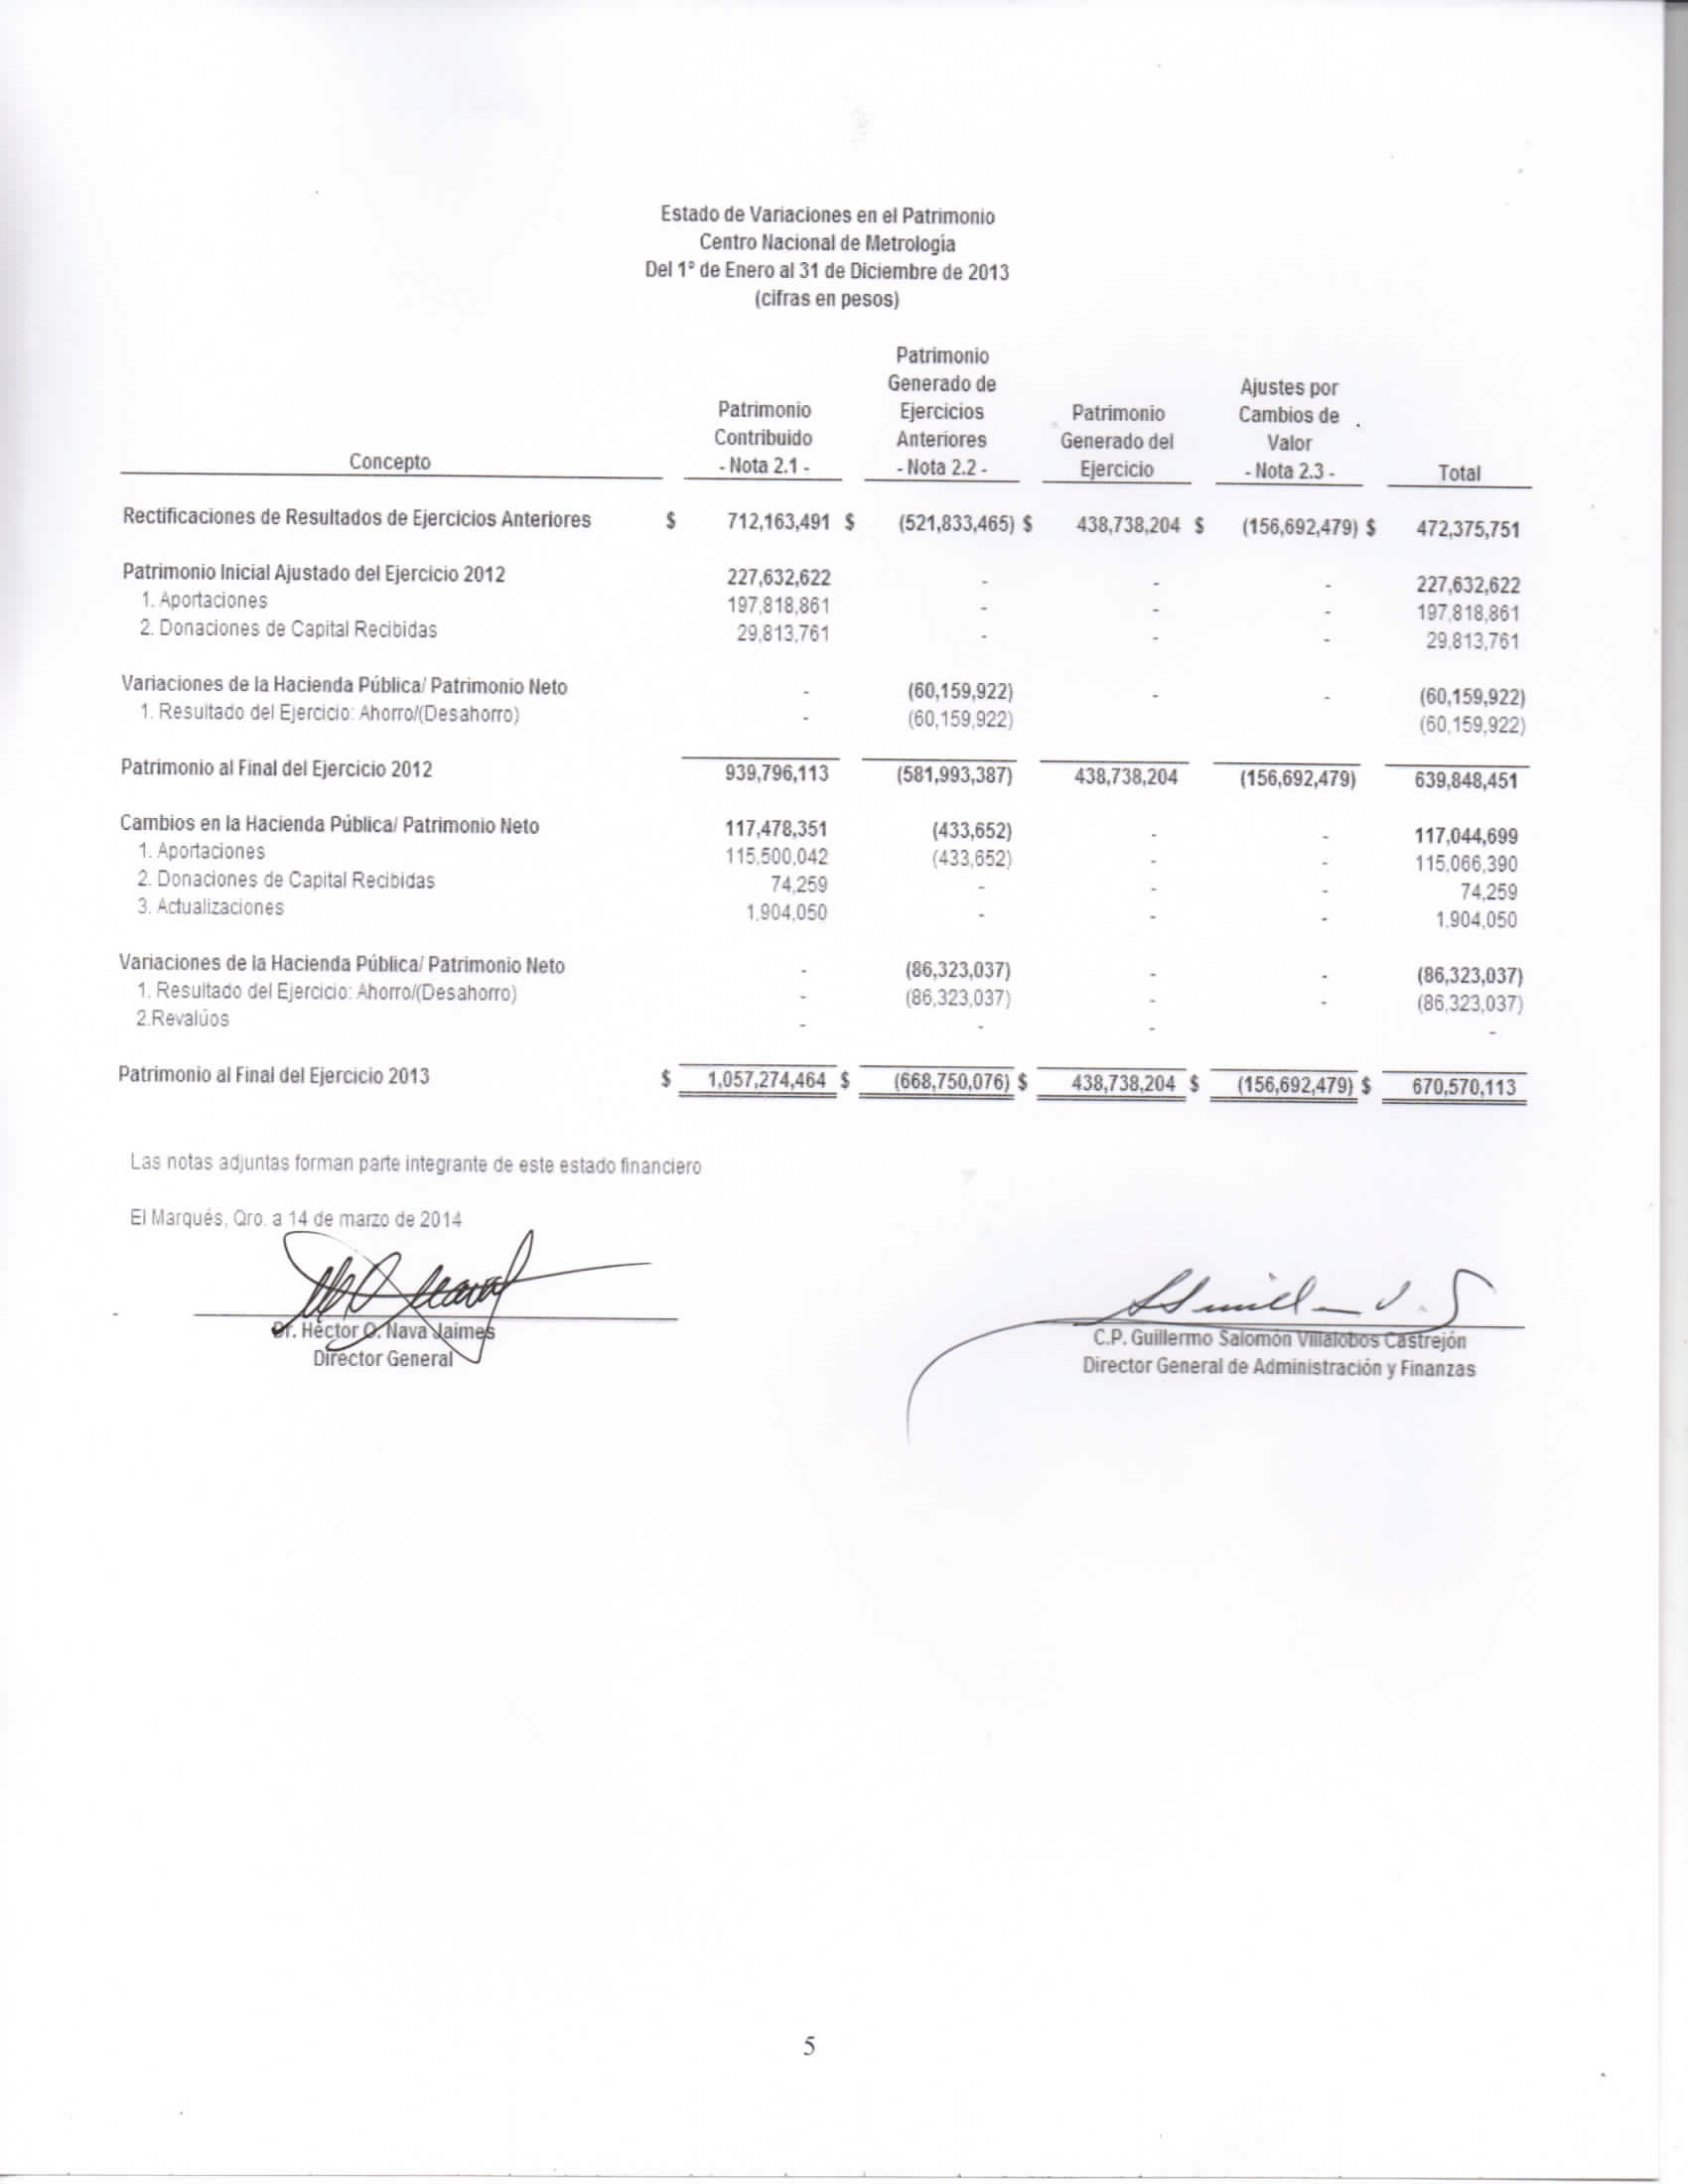 Estado de Variaciones en el Patrimonio
Centro Nacional de Metrología
Del 1° de Enero al 31 de Diciembre de 2013
(cifras en pesos)
Concepto
Patrimonio
Contribuido
- Nota 2.1 -
Patrimonio
Generado de
Ejercicios
Anteriores
- Nota 2.2 -
Patrimonio
Generado del
Ejercicio
Ajustes por
Cambios de
Valor
- Nota 2.3 -
Total
Rectificaciones de Resultados de Ejercicios Anteriores $ 712,163,491 $ (521,833,465) $ 438,738,204 $ (156,692,479) $ 472,375,751
Patrimonio Inicial Ajustado del Ejercicio 2012 227,632,622 - - - 227,632,622
1. Aportaciones 197,818,861 - - - 197,818,861
2. Donaciones de Capital Recibidas 29,813,761 - - - 29,813,761
Variaciones de la Hacienda Pública/ Patrimonio Neto - (60,159,922) - - (60,159,922)
1. Resultado del Ejercicio: Ahorro/(Desahorro) - (60,159,922) (60,159,922)
Patrimonio al Final del Ejercicio 2012 939,796,113 (581,993,387) 438,738,204 (156,692,479) 639,848,451
Cambios en la Hacienda Pública/ Patrimonio Neto 117,478,351 (433,652) - - 117,044,699
1. Aportaciones 115,500,042 (433,652) - - 115,066,390
2. Donaciones de Capital Recibidas 74,259 - - - 74,259
3. Actualizaciones 1,904,050 - - - 1,904,050
Variaciones de la Hacienda Pública/ Patrimonio Neto - (86,323,037) - - (86,323,037)
1. Resultado del Ejercicio: Ahorro/(Desahorro) - (86,323,037) - - (86,323,037)
2.Revalúos - - - -
Patrimonio al Final del Ejercicio 2013 $ 1,057,274,464 $ (668,750,076) $ 438,738,204 $ (156,692,479) $ 670,570,113
Las notas adjuntas forman parte integrante de este estado financiero
El Marqués, Qro. a 14 de marzo de 2014
Dr. Héctor O. Nava Jaimes
Director General
C.P. Guillermo Salomón Villalobos Castrejón
Director General de Administración y Finanzas
5